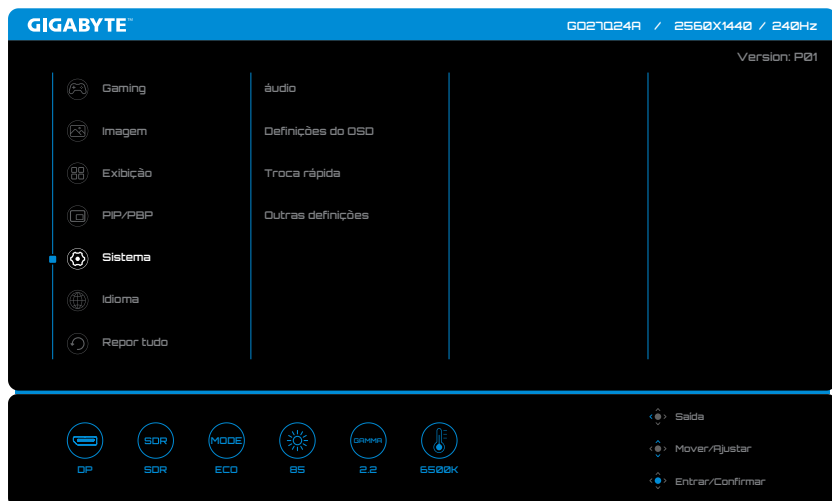 GIGABYTE™
GO27Q24A / 2560X1440 / 240Hz
Version: P01
Gaming
áudio
Imagem
Definições do OSD
Exibição
Troca rápida
PIP/PBP
Outras definições
Sistema
Idioma
Repor tudo
SDR
MODE
GAMMA
DP
SDR
ECO
85
2.2
6500K
Saída
Mover/Ajustar
Entrar/Confirmar